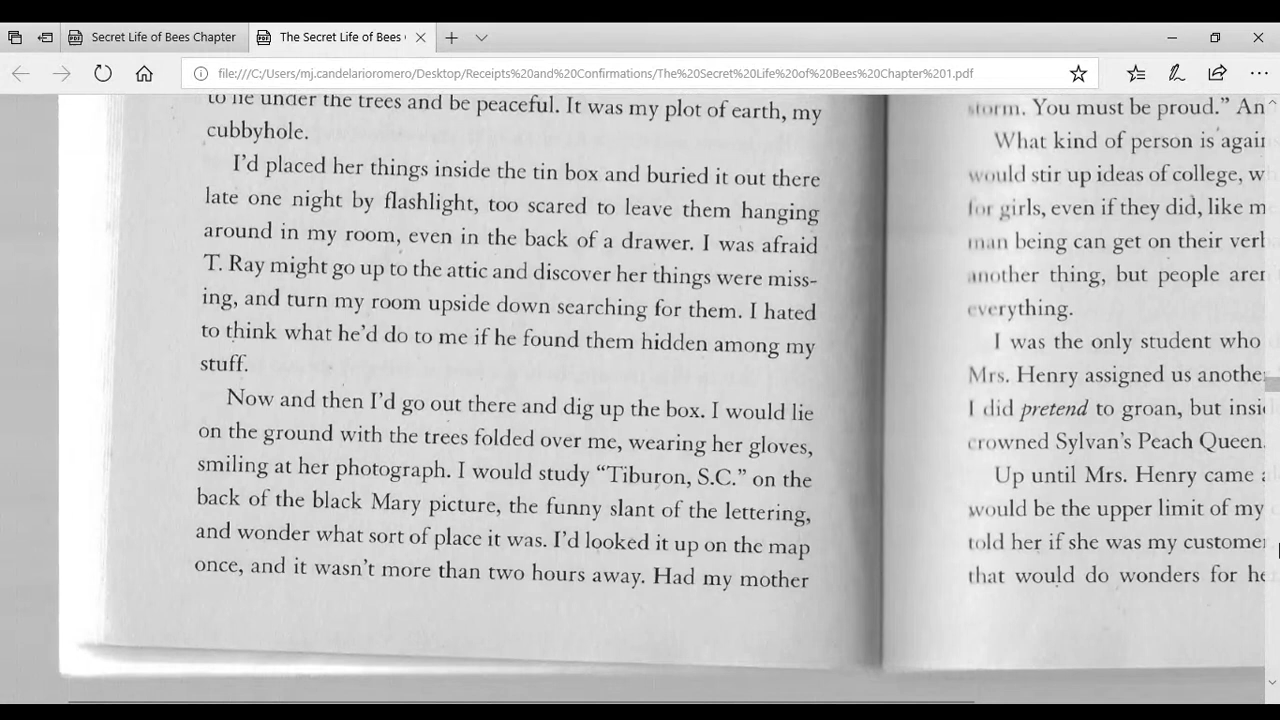 Secret Life of Bees Chapter
The Secret Life of Bees
file:///C:/Users/mj.candelarioromero/Desktop/Receipts%20and%20Confirmations/The%20Secret%20Life%20of%20Bees%20Chapter%201.pdf
to lie under the trees and be peaceful. It was my plot of earth, my
cubbyhole.
I'd placed her things inside the tin box and buried it out there
late one night by flashlight, too scared to leave them hanging
around in my room, even in the back of a drawer. I was afraid
T. Ray might go up to the attic and discover her things were miss-
ing, and turn my room upside down searching for them. I hated
to think what he'd do to me if he found them hidden among my
stuff.
Now and then I'd go out there and dig up the box. I would lie
on the ground with the trees folded over me, wearing her gloves,
smiling at her photograph. I would study "Tiburon, S.C." on the
back of the black Mary picture, the funny slant of the lettering,
and wonder what sort of place it was. I'd looked it up on the map
once, and it wasn't more than two hours away. Had my mother
storm. You must be proud." An
What kind of person is again
would stir up ideas of college, w
for girls, even if they did, like m
man being can get on their
another thing, but people
everything.
I was the only student who
Mrs. Henry assigned us another
I did pretend to groan, but
crowned Sylvan's Peach Queen.
Up until Mrs. Henry came
would be the upper limit of my
told her if she was my
that would do wonders for